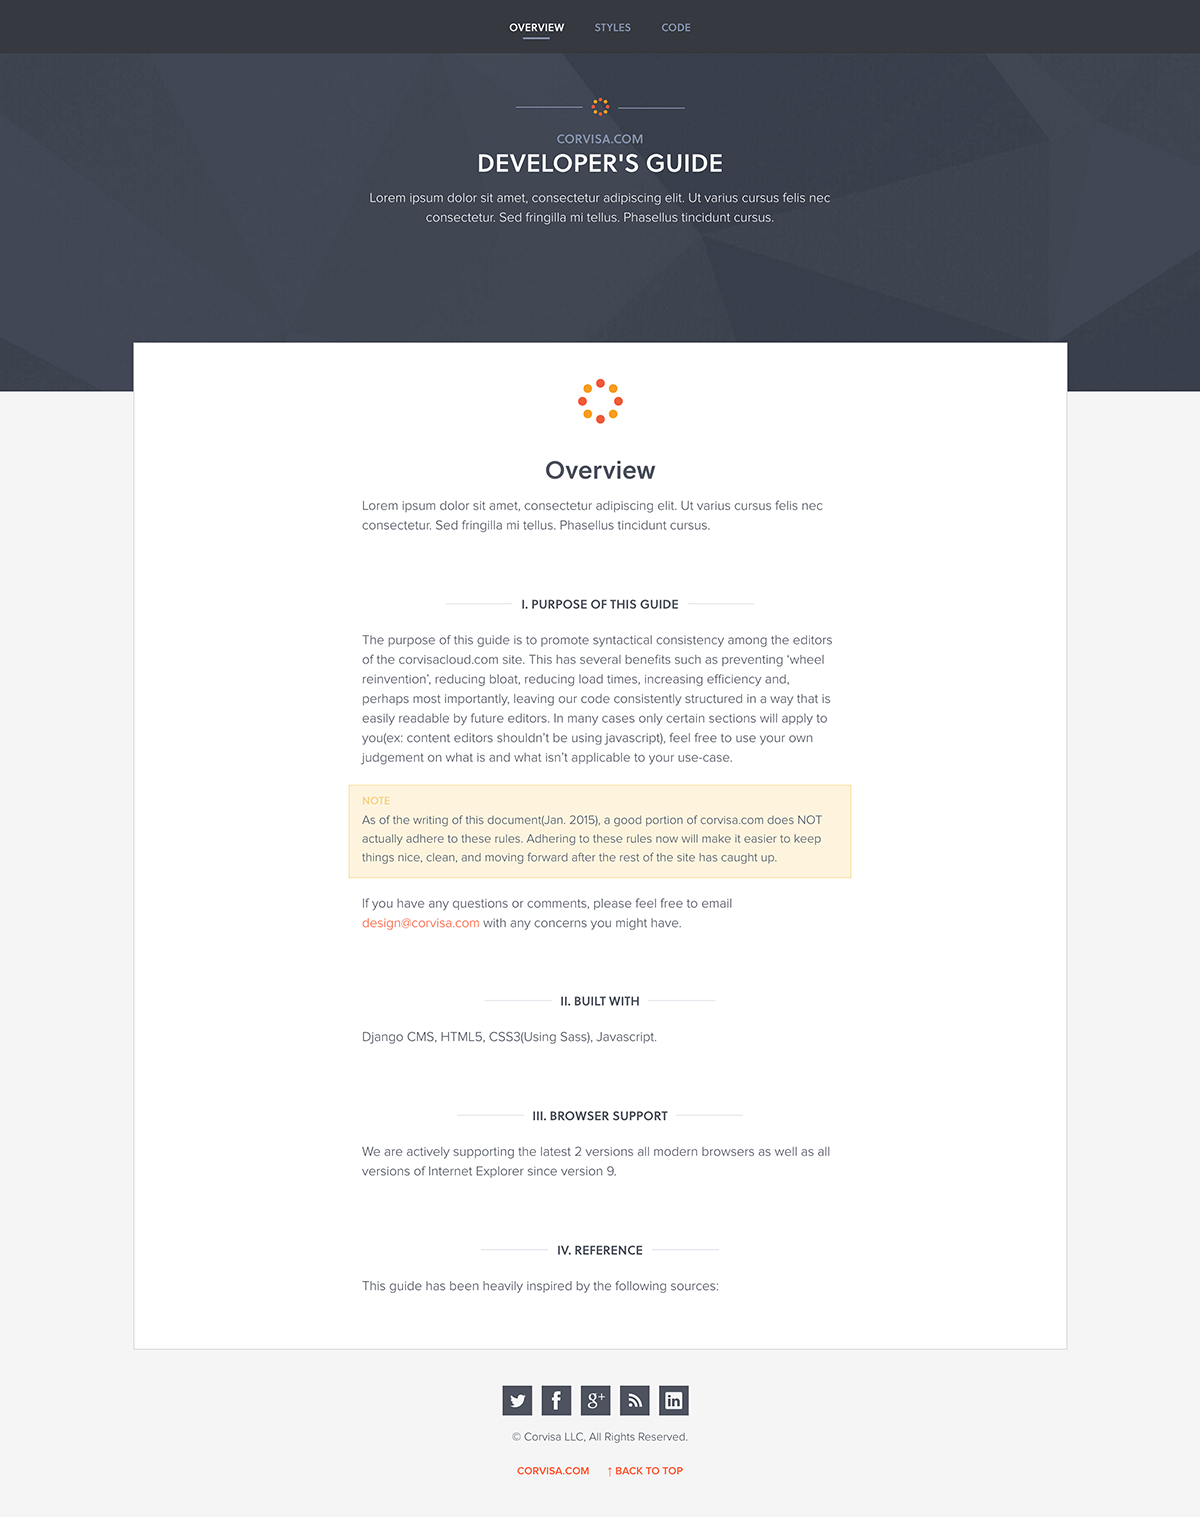 OVERVIEW STYLES CODE
CORVISA.COM
DEVELOPER'S GUIDE
Lorem ipsum dolor sit amet, consectetur adipiscing elit. Ut varius cursus felis nec
consectetur. Sed fringilla mi tellus. Phasellus tincidunt cursus.
Overview
Lorem ipsum dolor sit amet, consectetur adipiscing elit. Ut varius cursus felis nec
consectetur. Sed fringilla mi tellus. Phasellus tincidunt cursus.
I. PURPOSE OF THIS GUIDE
The purpose of this guide is to promote syntactical consistency among the editors
of the corvisacloud.com site. This has several benefits such as preventing ‘wheel
reinvention’, reducing bloat, reducing load times, increasing efficiency and,
perhaps most importantly, leaving our code consistently structured in a way that is
easily readable by future editors. In many cases only certain sections will apply to
you(ex: content editors shouldn’t be using javascript), feel free to use your own
judgement on what is and what isn’t applicable to your use-case.
NOTE
As of the writing of this document(Jan. 2015), a good portion of corvisa.com does NOT
actually adhere to these rules. Adhering to these rules now will make it easier to keep
things nice, clean, and moving forward after the rest of the site has caught up.
If you have any questions or comments, please feel free to email
design@corvisa.com with any concerns you might have.
II. BUILT WITH
Django CMS, HTML5, CSS3(Using Sass), Javascript.
III. BROWSER SUPPORT
We are actively supporting the latest 2 versions all modern browsers as well as all
versions of Internet Explorer since version 9.
IV. REFERENCE
This guide has been heavily inspired by the following sources:
© Corvisa LLC, All Rights Reserved.
CORVISA.COM ↑ BACK TO TOP